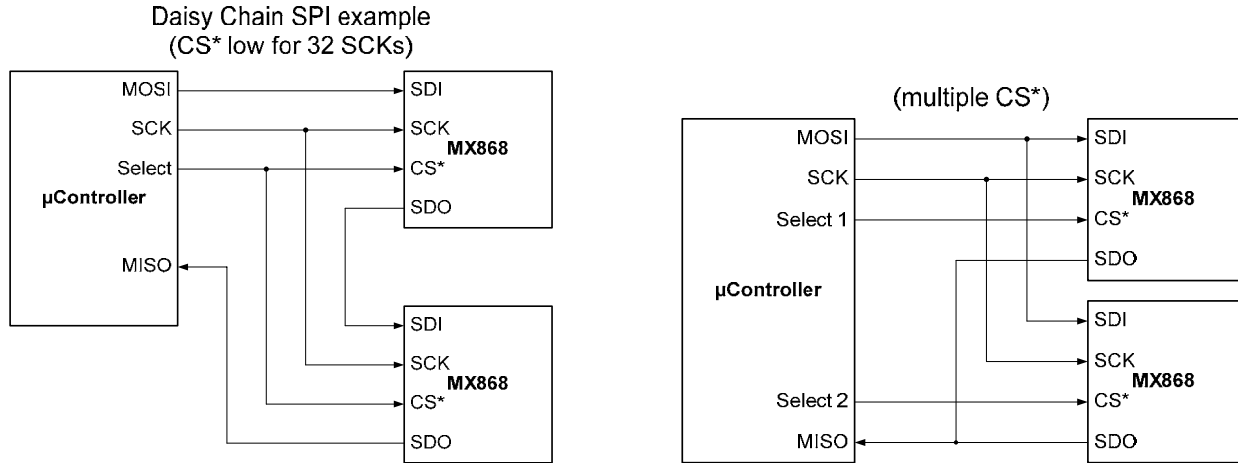 Daisy Chain SPI example
(CS* low for 32 SCKs)
MOSI
SCK
Select
µController
MISO
SDI
SCK
MX868
CS*
SDO
SDI
SCK
MX868
CS*
SDO
(multiple CS*)
MOSI
SCK
Select 1
µController
Select 2
MISO
SDI
SCK
MX868
CS*
SDO
SDI
SCK
MX868
CS*
SDO